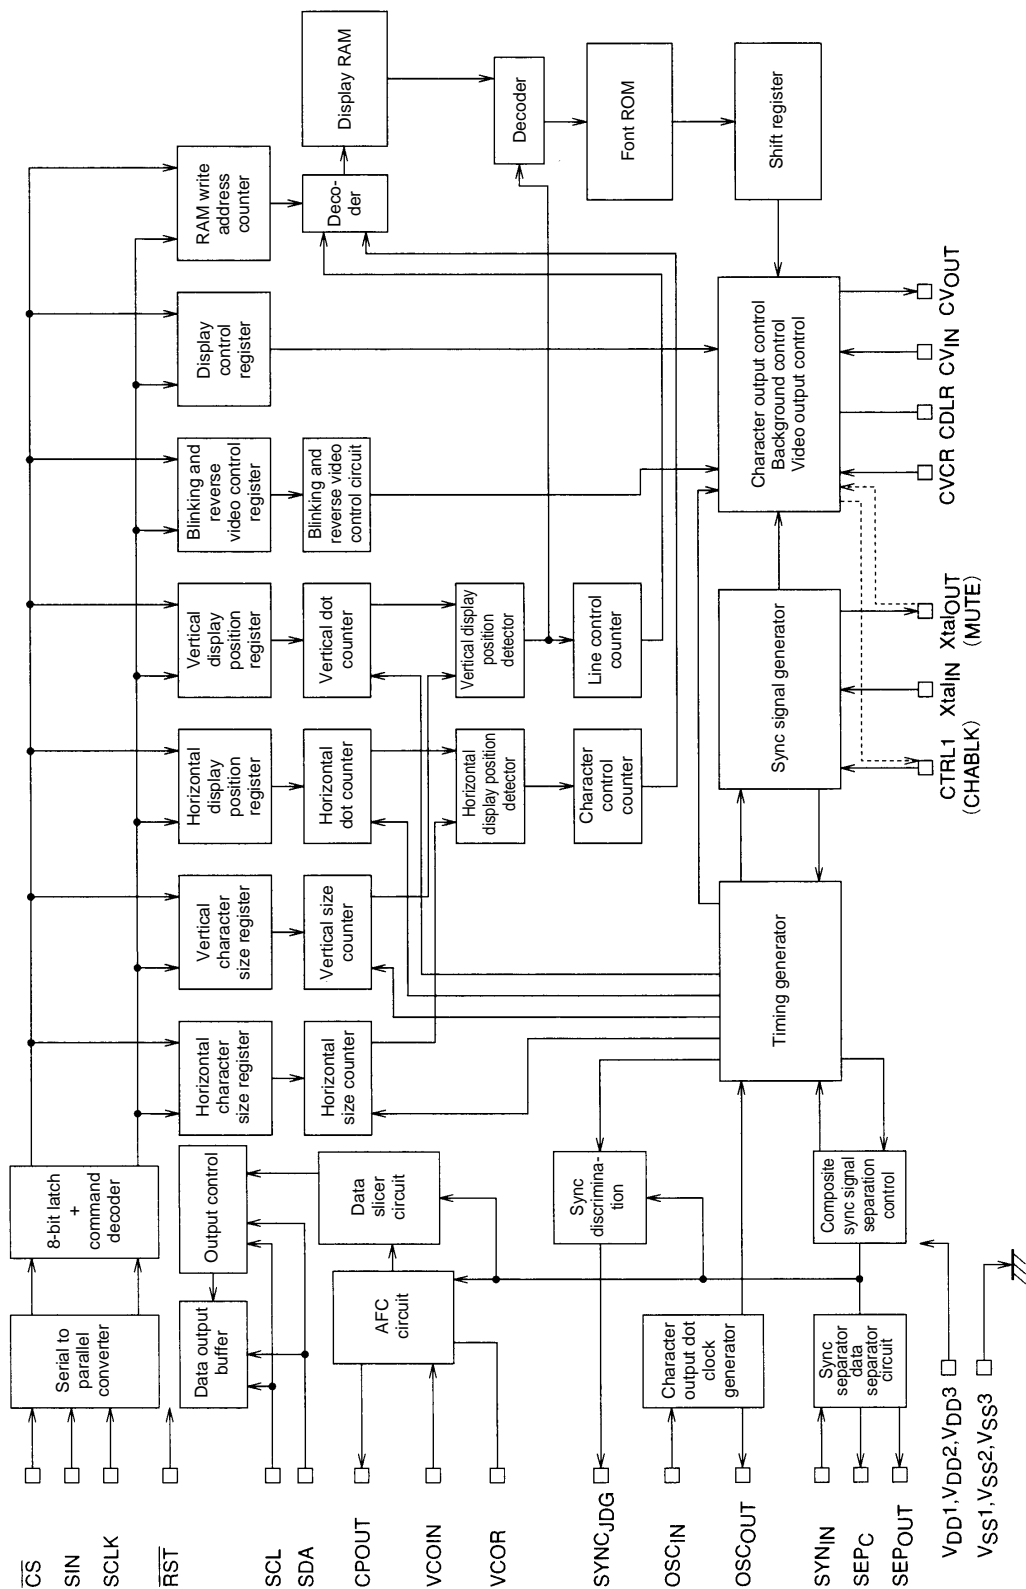 CS
SIN
SCLK
RST
SCL
SDA
CPOUT
VCOIN
VCOR
SYNCJDG
OSCIN
OSCOUT
SYNIN
SEPC
SEPOUT
VDD1, VDD2, VDD3
VSS1, VSS2, VSS3
Serial to
parallel
converter
8-bit latch
+
command
decoder
Data output
buffer
Output control
AFC
circuit
Data
slicer
circuit
Sync
discrimina-
tion
Character
output dot
clock
generator
Sync
separator
data
separator
circuit
Composite
sync signal
separation
control
Horizontal
character
size register
Horizontal
size counter
Vertical
character
size register
Vertical size
counter
Horizontal
display
position
register
Horizontal
dot counter
Horizontal
display position
detector
Character
control
counter
Vertical
display
position
register
Vertical dot
counter
Vertical display
position
detector
Line control
counter
Blinking and
reverse
video control
register
Blinking and
reverse video
control circuit
Display
control
register
RAM write
address
counter
Deco-
der
Display RAM
Decoder
Font ROM
Shift register
Timing generator
Sync signal generator
Character output control
Background control
Video output control
CTRL1
(CHABLK)
XtalIN
XtalOUT
(MUTE)
CVCR
CDLR
CVIN
CVOUT